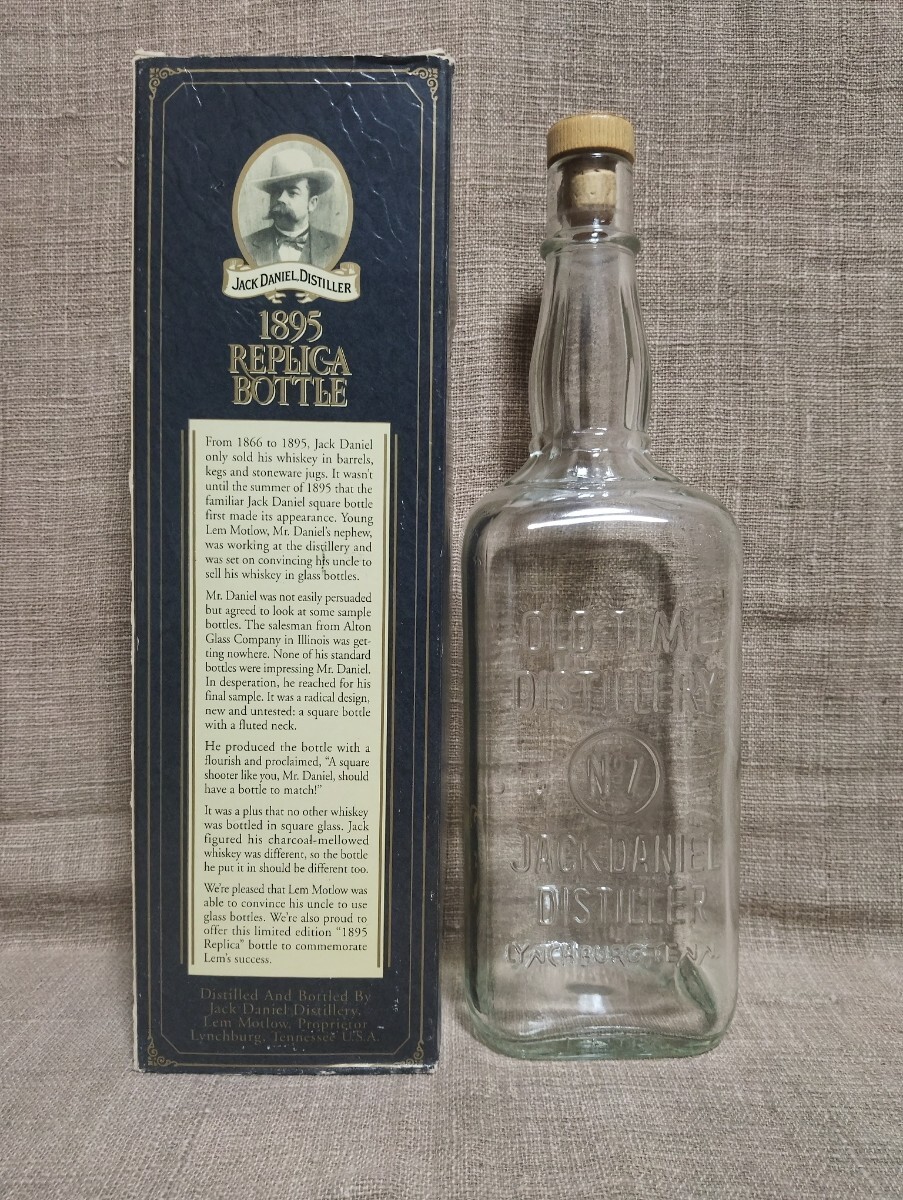 JACK DANIEL, DISTILLER
1895
REPLICA
BOTTLE
From 1866 to 1895, Jack Daniel
only sold his whiskey in barrels,
kegs and stoneware jugs. It wasn't
until the summer of 1895 that the
familiar Jack Daniel square bottle
first made its appearance. Young
Lem Motlow, Mr. Daniel's nephew,
was working at the distillery and
was set on convincing his uncle to
sell his whiskey in glass bottles.
Mr. Daniel was not easily persuaded
but agreed to look at some sample
bottles. The salesman from Alton
Glass Company in Illinois was get-
ting nowhere. None of his standard
bottles were impressing Mr. Daniel.
In desperation, he reached for his
final sample. It was a radical design,
new and untested: a square bottle
with a fluted neck.
He produced the bottle with a
flourish and proclaimed, "A square
shooter like you, Mr. Daniel, should
have a bottle to match!"
It was a plus that no other whiskey
was bottled in square glass. Jack
figured his charcoal-mellowed
whiskey was different, so the bottle
he put it in should be different too.
We're pleased that Lem Motlow was
able to convince his uncle to use
glass bottles. We're also proud to
offer this limited edition "1895
Replica" bottle to commemorate
Lem's success.
Distilled And Bottled By
Jack Daniel Distillery,
Lem Motlow, Proprietor
Lynchburg, Tennessee U.S.A.
OLD TIME
DISTILLERY
No 7
JACK DANIEL
DISTILLER
LYNCHBURG TENN.